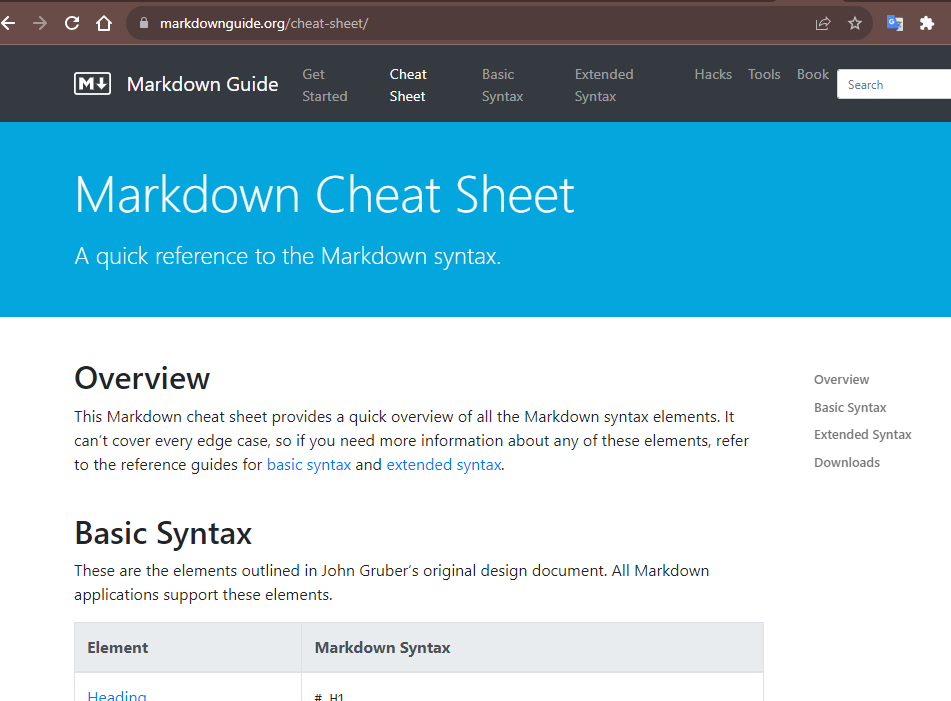 markdownguide.org/cheat-sheet/
M Markdown Guide
Get Started
Cheat Sheet
Basic Syntax
Extended Syntax
Hacks
Tools
Book
Search
Markdown Cheat Sheet
A quick reference to the Markdown syntax.
Overview
This Markdown cheat sheet provides a quick overview of all the Markdown syntax elements. It
can’t cover every edge case, so if you need more information about any of these elements, refer
to the reference guides for basic syntax and extended syntax.
Overview
Basic Syntax
Extended Syntax
Downloads
Basic Syntax
These are the elements outlined in John Gruber’s original design document. All Markdown
applications support these elements.
Element Markdown Syntax
Heading # H1